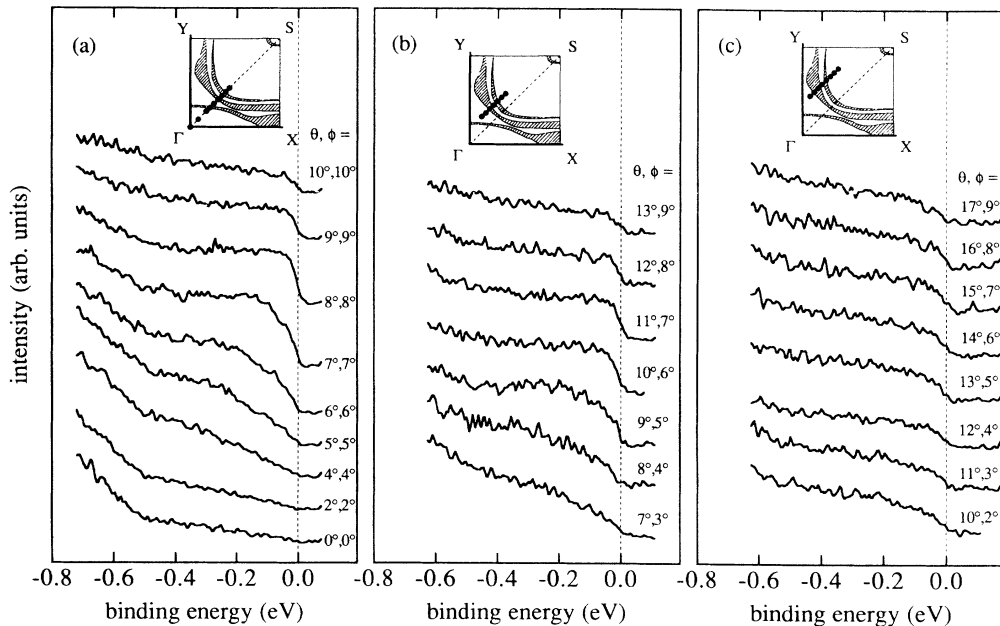 intensity (arb. units)
(a)
Y
S
Γ
X
θ, ϕ =
10°,10°
9°,9°
8°,8°
7°,7°
6°,6°
5°,5°
4°,4°
2°,2°
0°,0°
-0.8 -0.6 -0.4 -0.2 0.0
binding energy (eV)
(b)
Y
S
Γ
X
θ, ϕ =
13°,9°
12°,8°
11°,7°
10°,6°
9°,5°
8°,4°
7°,3°
-0.8 -0.6 -0.4 -0.2 0.0
binding energy (eV)
(c)
Y
S
Γ
X
θ, ϕ =
17°,9°
16°,8°
15°,7°
14°,6°
13°,5°
12°,4°
11°,3°
10°,2°
-0.8 -0.6 -0.4 -0.2 0.0
binding energy (eV)